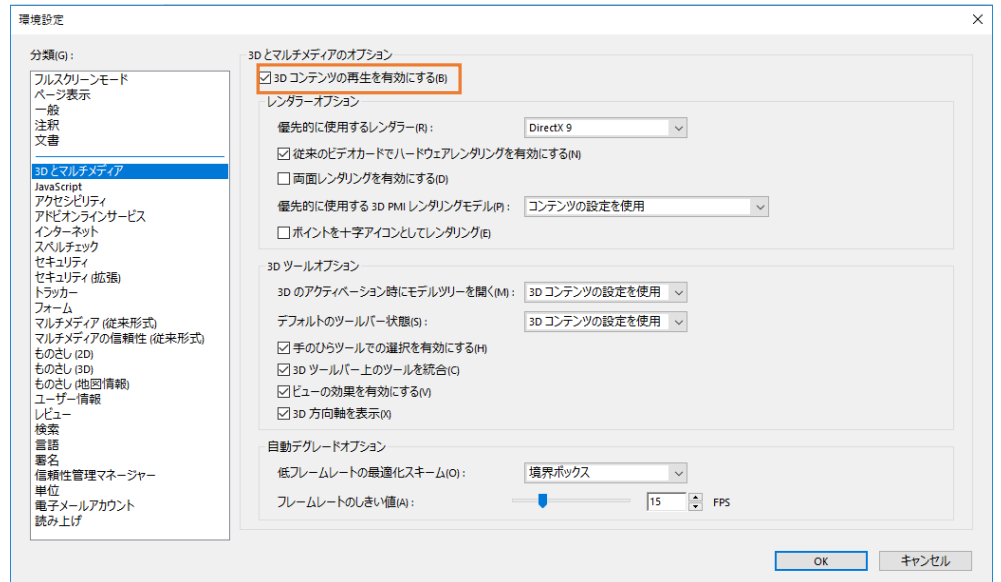 環境設定
分類(G):
フルスクリーンモード
ページ表示
一般
注釈
文書
3D とマルチメディア
JavaScript
アクセシビリティ
アドビオンラインサービス
インターネット
スペルチェック
セキュリティ
セキュリティ (拡張)
トラッカー
フォーム
マルチメディア (従来形式)
マルチメディアの信頼性 (従来形式)
ものさし (2D)
ものさし (3D)
ものさし (地図情報)
ユーザー情報
レビュー
検索
言語
署名
信頼性管理マネージャー
単位
電子メールアカウント
読み上げ
3D とマルチメディアのオプション
3D コンテンツの再生を有効にする(B)
レンダラーオプション
優先的に使用するレンダラー(R): DirectX 9
従来のビデオカードでハードウェアレンダリングを有効にする(N)
両面レンダリングを有効にする(D)
優先的に使用する 3D PMI レンダリングモデル(P): コンテンツの設定を使用
ポイントを十字アイコンとしてレンダリング(E)
3D ツールオプション
3D のアクティベーション時にモデルツリーを開く(M): 3D コンテンツの設定を使用
デフォルトのツールバー状態(S): 3D コンテンツの設定を使用
手のひらツールでの選択を有効にする(H)
3D ツールバー上のツールを統合(C)
ビューの効果を有効にする(V)
3D 方向軸を表示(X)
自動デグレードオプション
低フレームレートの最適化スキーム(O): 境界ボックス
フレームレートのしきい値(A): 15 FPS
OK キャンセル